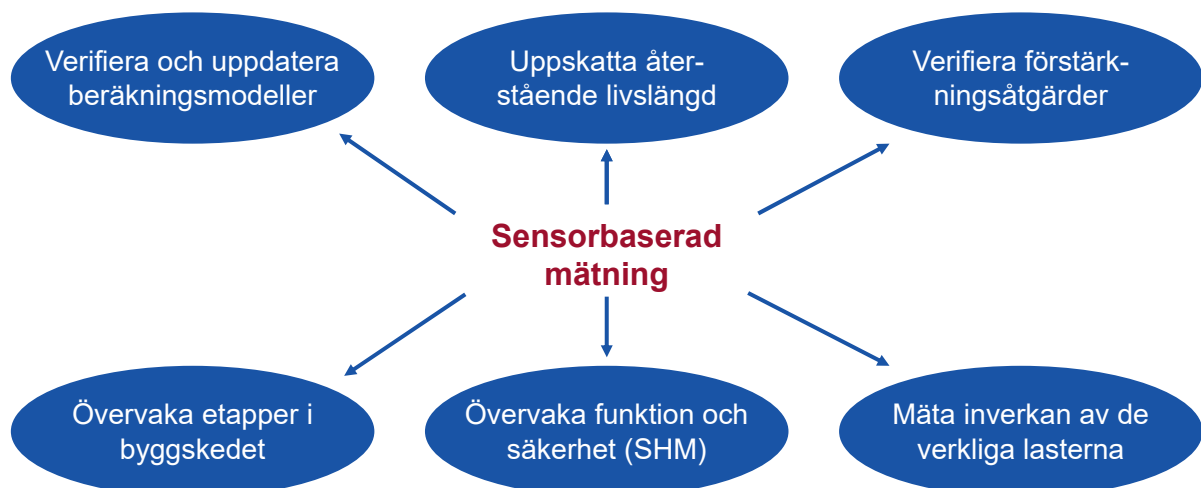 Verifiera och uppdatera
beräkningsmodeller
Uppskatta åter-
stående livslängd
Verifiera förstärk-
ningsåtgärder
Sensorbaserad
mätning
Övervaka etapper i
byggskedet
Övervaka funktion och
säkerhet (SHM)
Mäta inverkan av de
verkliga lasterna